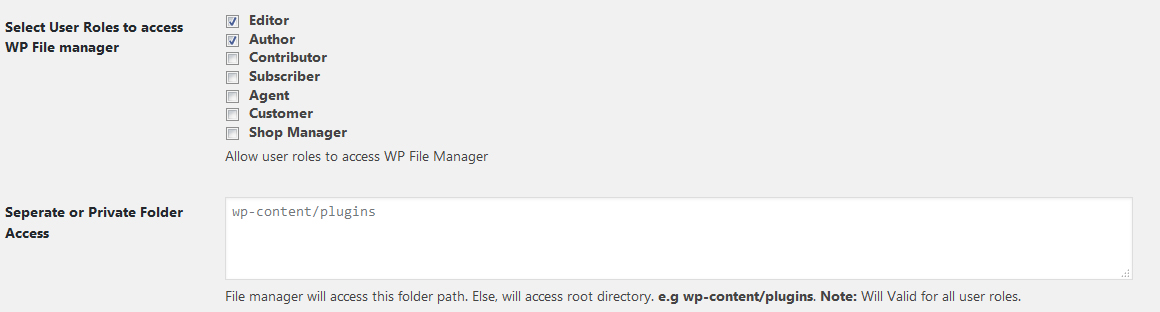 Select User Roles to access
WP File manager
Editor
Author
Contributor
Subscriber
Agent
Customer
Shop Manager
Allow user roles to access WP File Manager
Seperate or Private Folder
Access
wp-content/plugins
File manager will access this folder path. Else, will access root directory. e.g wp-content/plugins. Note: Will Valid for all user roles.